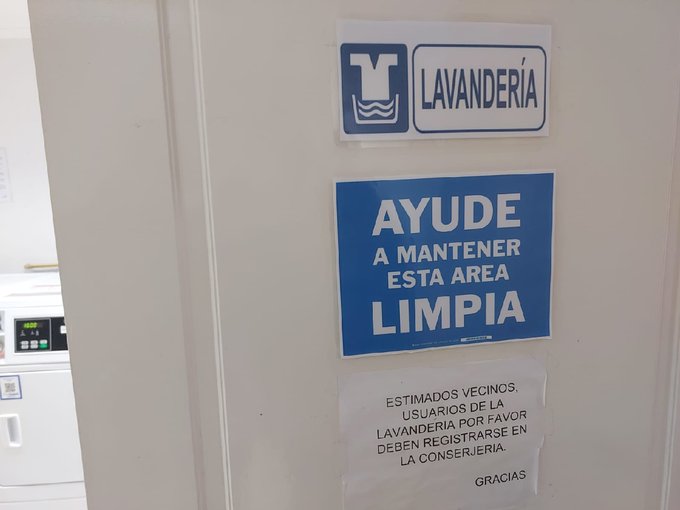 LAVANDERÍA
AYUDE
A MANTENER
ESTA AREA
LIMPIA
ESTIMADOS VECINOS,
USUARIOS DE LA
LAVANDERIA POR FAVOR
DEBEN REGISTRARSE EN
LA CONSERJERIA.
GRACIAS